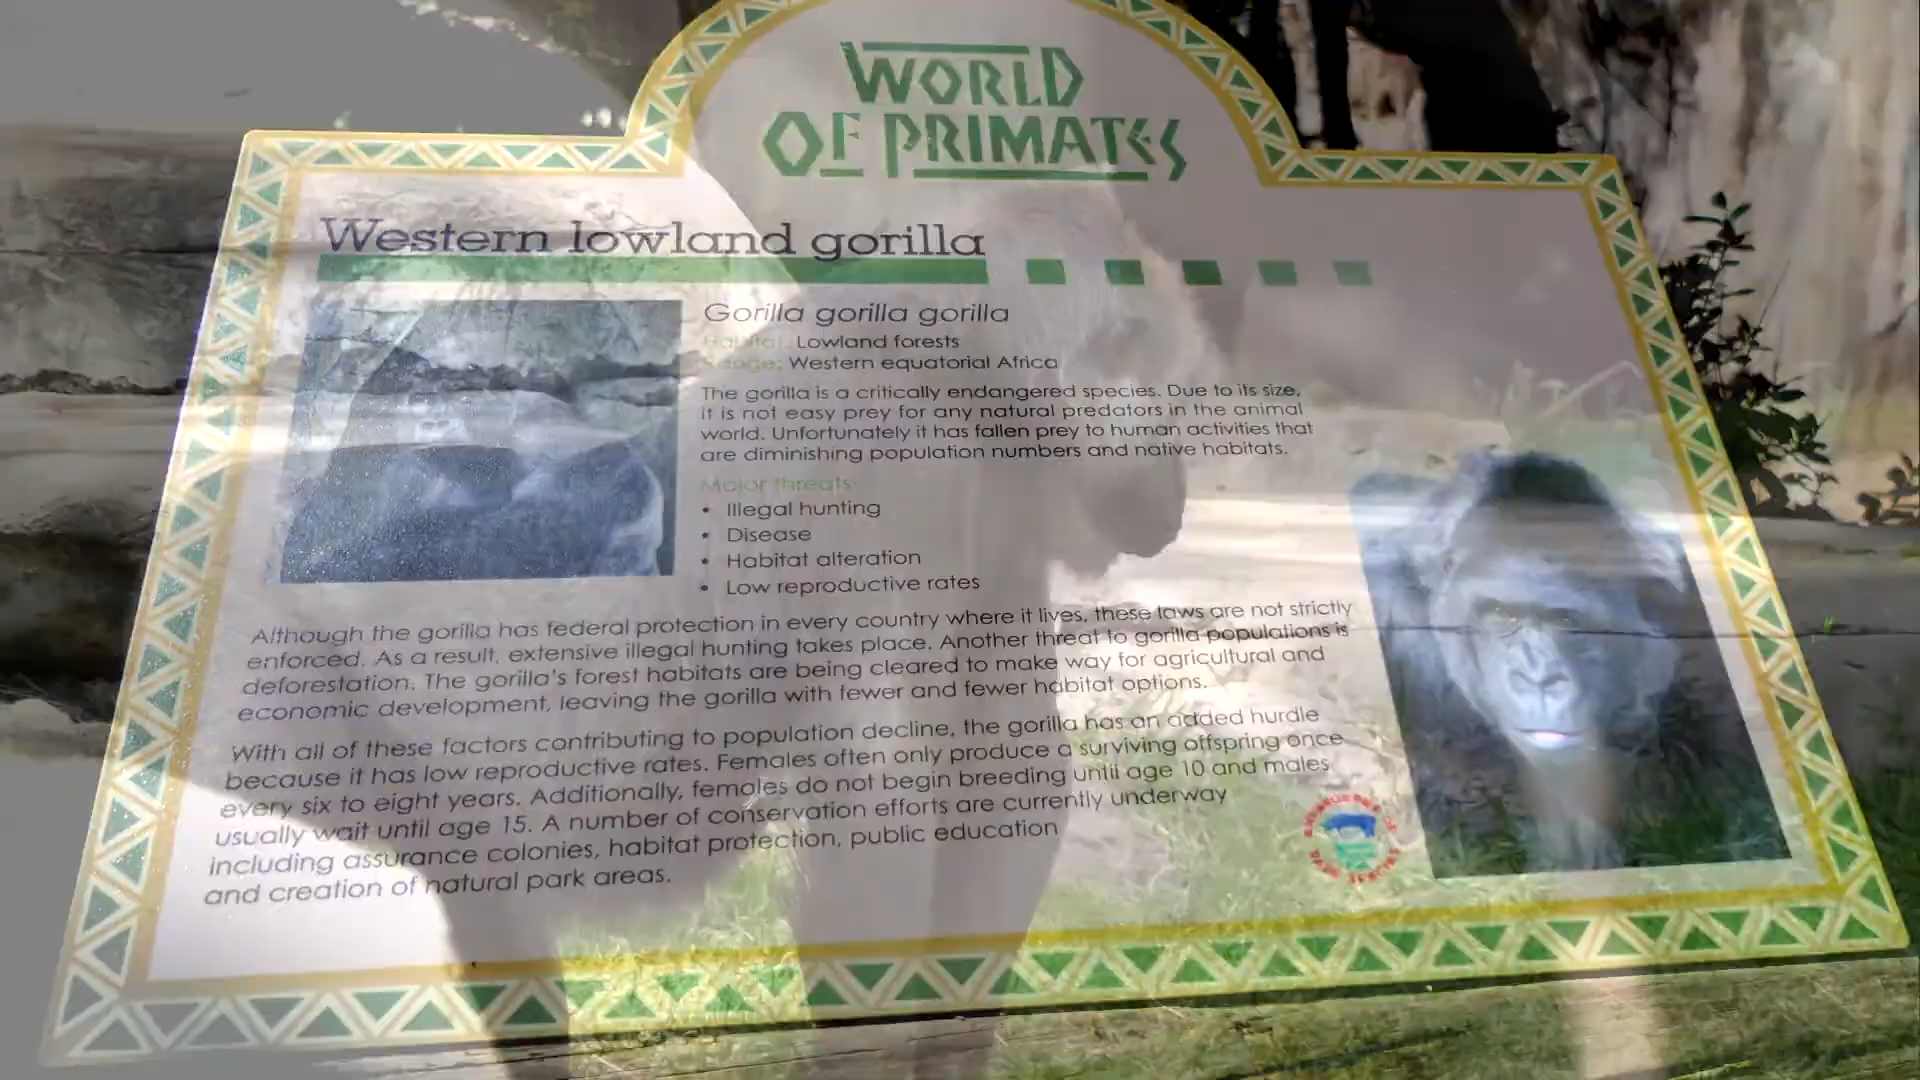 WORLD
OF PRIMATES
Western lowland gorilla
Gorilla gorilla gorilla
Habitat: Lowland forests
Range: Western equatorial Africa
The gorilla is a critically endangered species. Due to its size,
it is not easy prey for any natural predators in the animal
world. Unfortunately it has fallen prey to human activities that
are diminishing population numbers and native habitats.
Major threats:
• Illegal hunting
• Disease
• Habitat alteration
• Low reproductive rates
Although the gorilla has federal protection in every country where it lives, these laws are not strictly
enforced. As a result, extensive illegal hunting takes place. Another threat to gorilla populations is
deforestation. The gorilla's forest habitats are being cleared to make way for agricultural and
economic development, leaving the gorilla with fewer and fewer habitat options.
With all of these factors contributing to population decline, the gorilla has an added hurdle
because it has low reproductive rates. Females often only produce a surviving offspring once
every six to eight years. Additionally, females do not begin breeding until age 10 and males
usually wait until age 15. A number of conservation efforts are currently underway
including assurance colonies, habitat protection, public education
and creation of natural park areas.